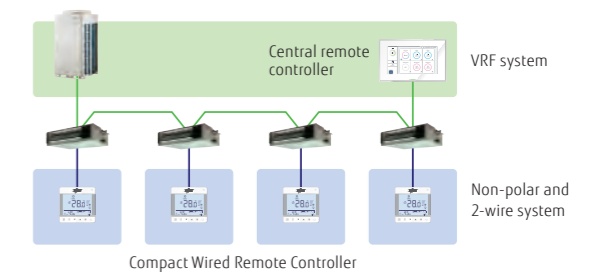 Central remote
controller
VRF system
Non-polar and
2-wire system
Compact Wired Remote Controller